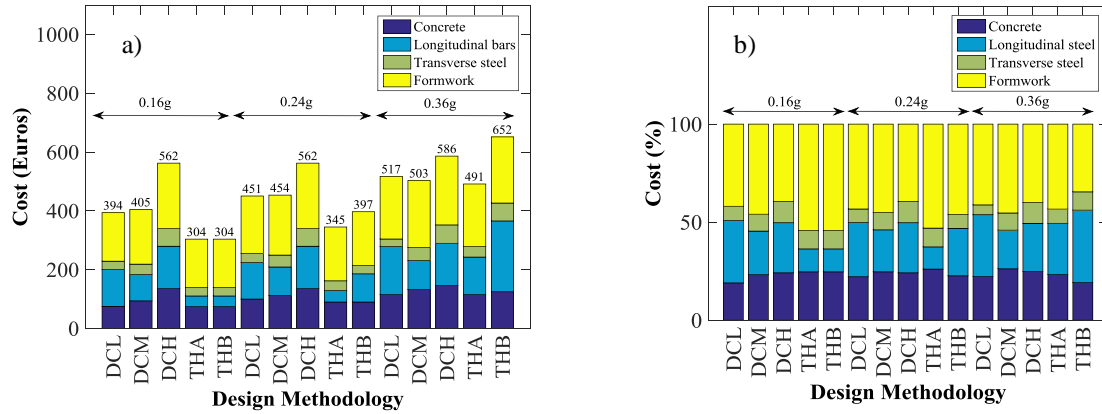 a)
Concrete
Longitudinal bars
Transverse steel
Formwork
1000
800
600
400
200
0
Cost (Euros)
0.16g
0.24g
0.36g
394
405
562
304
304
451
454
562
345
397
517
503
586
491
652
DCL
DCM
DCH
THA
THB
DCL
DCM
DCH
THA
THB
DCL
DCM
DCH
THA
THB
Design Methodology
b)
Concrete
Longitudinal steel
Transverse steel
Formwork
100
50
0
Cost (%)
0.16g
0.24g
0.36g
DCL
DCM
DCH
THA
THB
DCL
DCM
DCH
THA
THB
DCL
DCM
DCH
THA
THB
Design Methodology